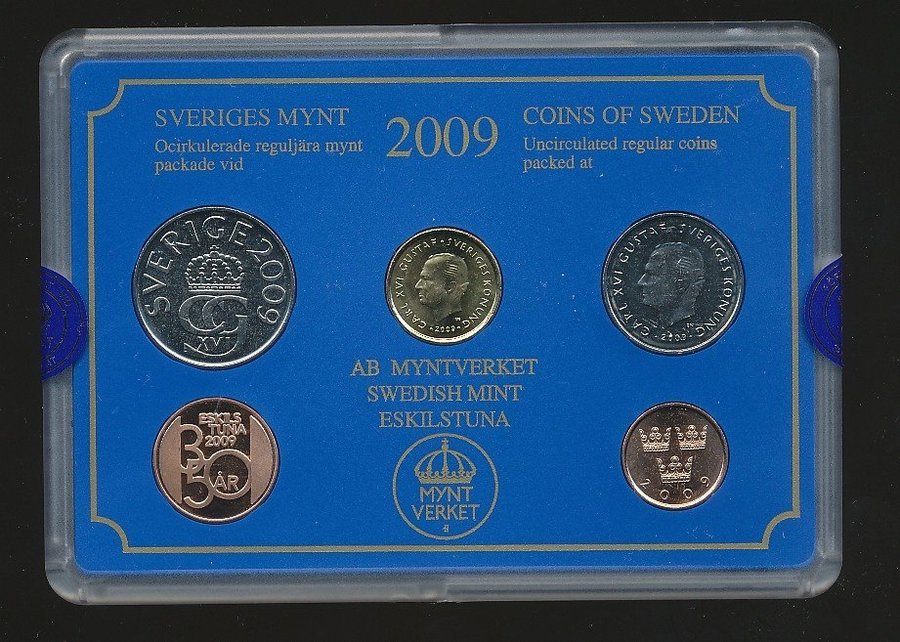 SVERIGES MYNT
Ocirkulerade reguljära mynt
packade vid
2009
COINS OF SWEDEN
Uncirculated regular coins
packed at
SVERIGE 2009
XVI
CARL XVI GUSTAF · SVERIGES KONUNG
· 2009 ·
CARL XVI GUSTAF · SVERIGES KONUNG
· 2009 ·
AB MYNTVERKET
SWEDISH MINT
ESKILSTUNA
ESKILS
TUNA
2009
350
ÅR
MYNT
VERKET
2009